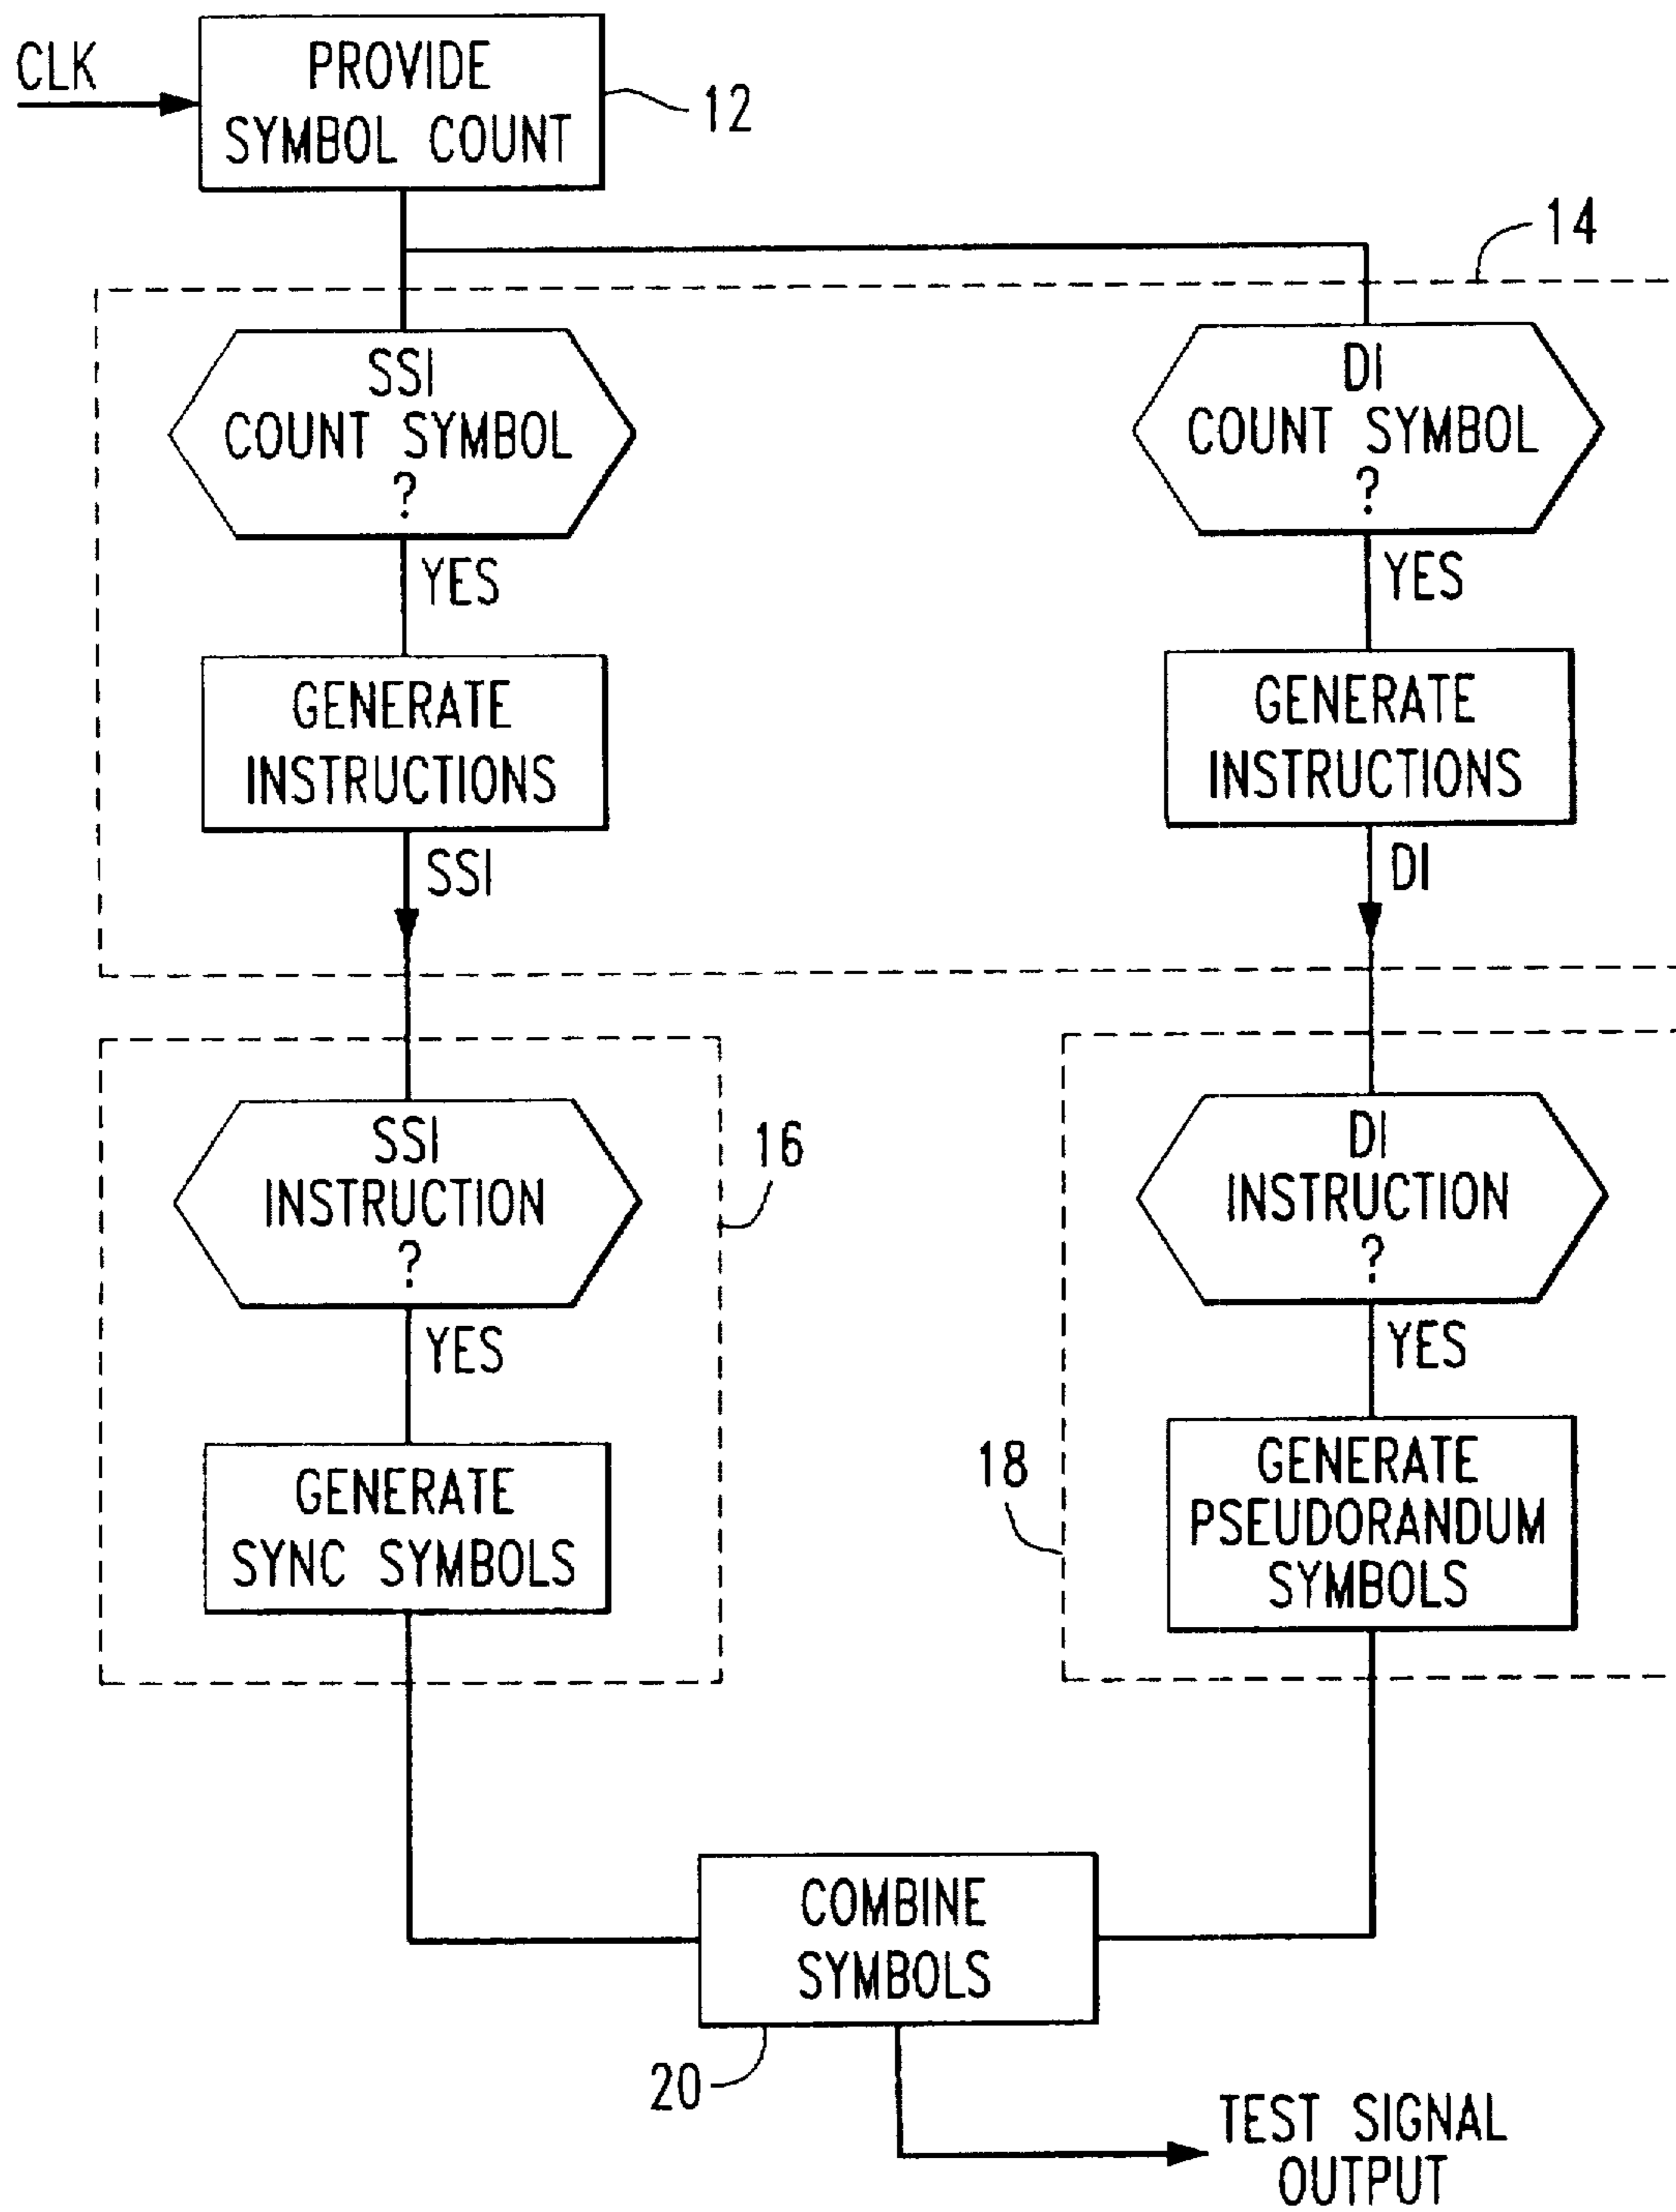 CLK
PROVIDE
SYMBOL COUNT
12
14
SSI
COUNT SYMBOL
?
YES
GENERATE
INSTRUCTIONS
SSI
DI
COUNT SYMBOL
?
YES
GENERATE
INSTRUCTIONS
DI
SSI
INSTRUCTION
?
YES
GENERATE
SYNC SYMBOLS
16
DI
INSTRUCTION
?
YES
GENERATE
PSEUDORANDUM
SYMBOLS
18
COMBINE
SYMBOLS
20
TEST SIGNAL
OUTPUT